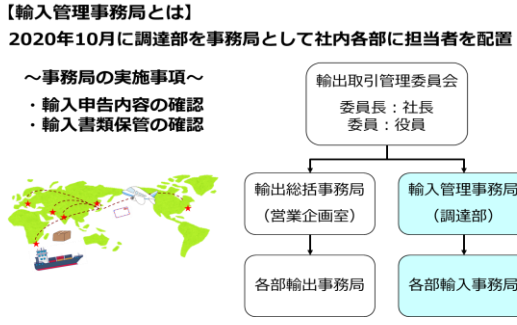 【輸入管理事務局とは】
2020年10月に調達部を事務局として社内各部に担当者を配置
～事務局の実施事項～
・輸入申告内容の確認
・輸入書類保管の確認
輸出取引管理委員会
委員長：社長
委員：役員
輸出総括事務局
（営業企画室）
輸入管理事務局
（調達部）
各部輸出事務局
各部輸入事務局